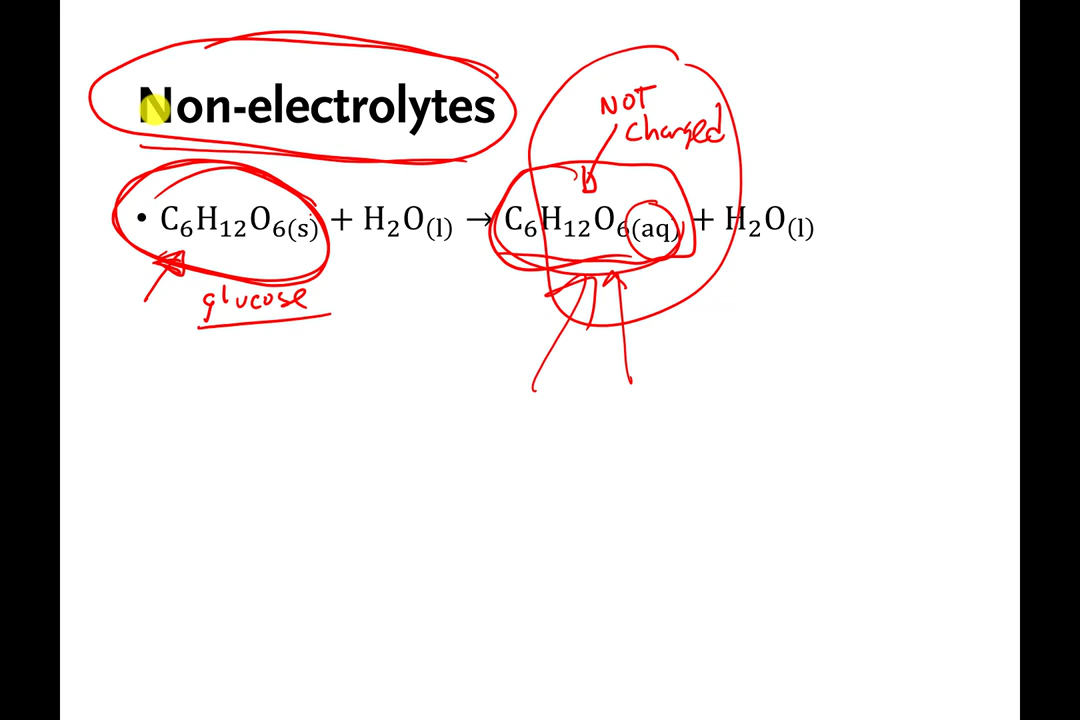 Non-electrolytes
NOT
charged
• C₆H₁₂O₆₍ₛ₎ + H₂O₍ₗ₎ → C₆H₁₂O₆(aq) + H₂O₍ₗ₎
glucose